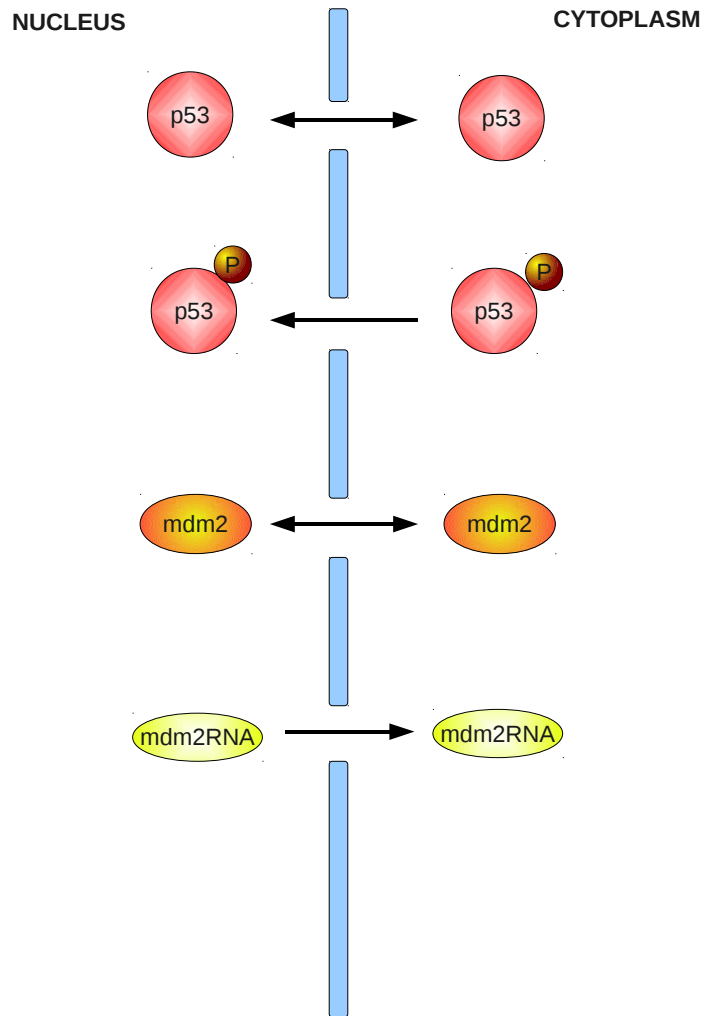 NUCLEUS
CYTOPLASM
p53
p53
P
P
p53
p53
mdm2
mdm2
mdm2RNA
mdm2RNA